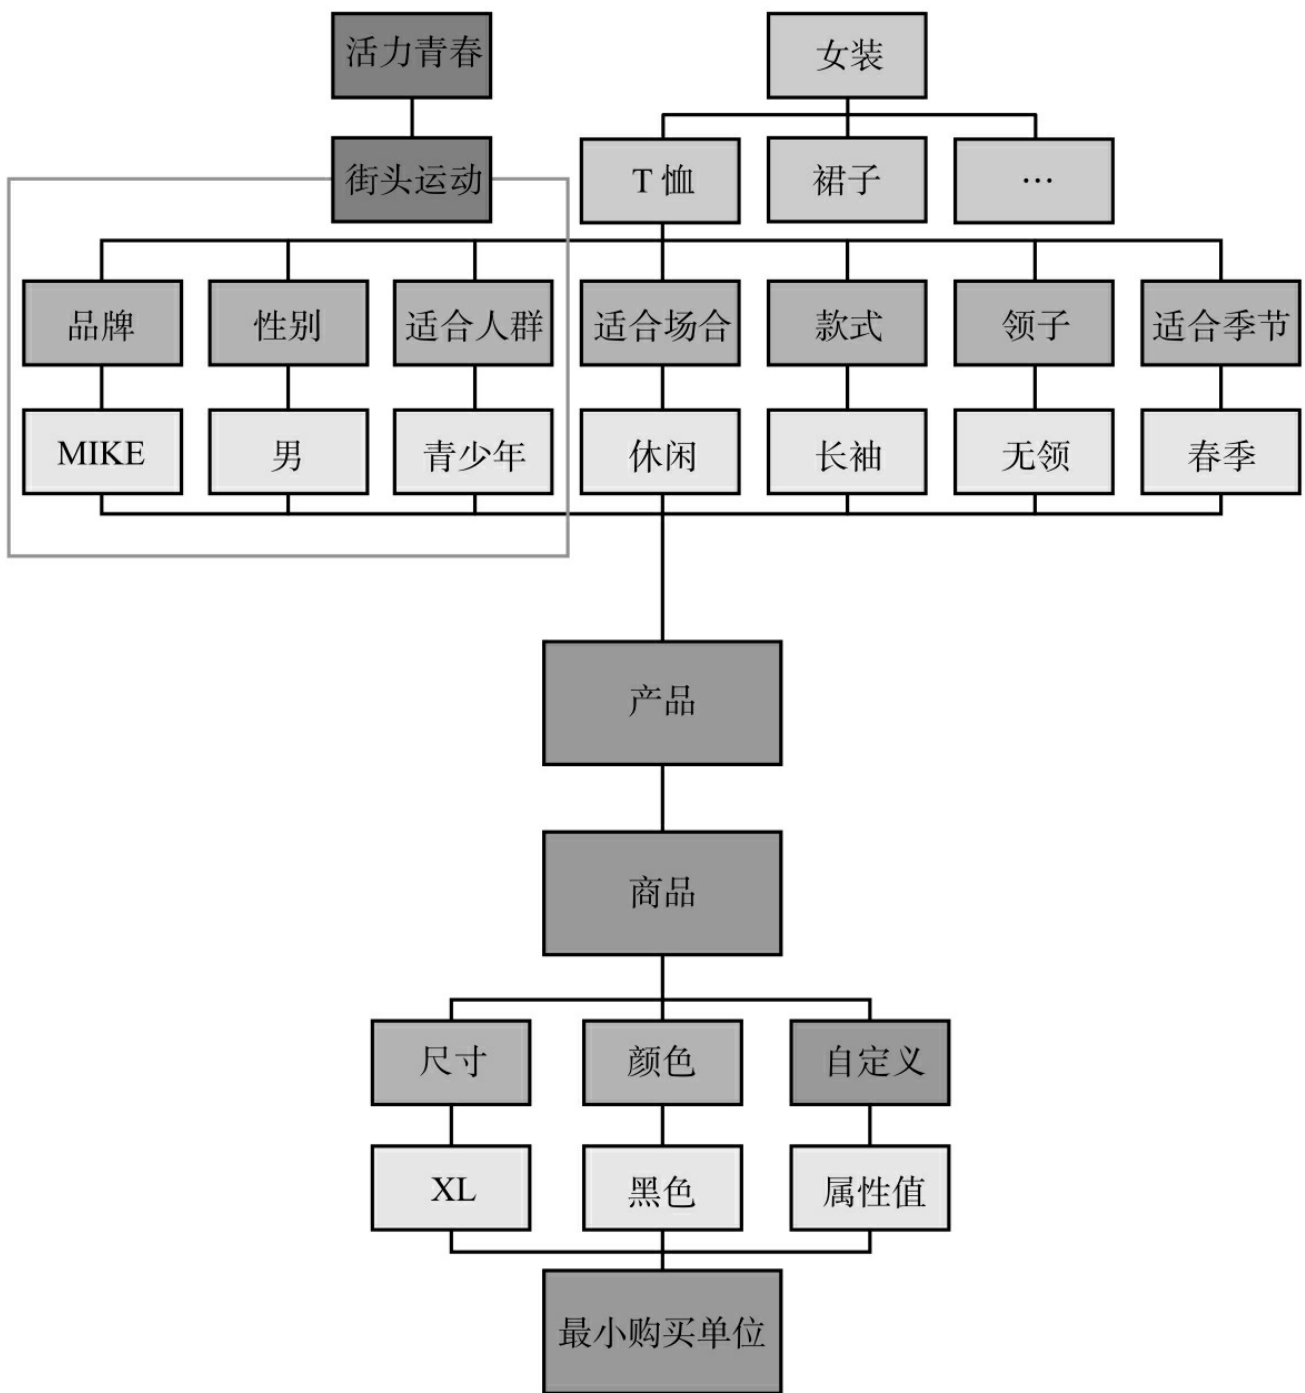 活力青春
女装
街头运动
T 恤
裙子
…
品牌
性别
适合人群
适合场合
款式
领子
适合季节
MIKE
男
青少年
休闲
长袖
无领
春季
产品
商品
尺寸
颜色
自定义
XL
黑色
属性值
最小购买单位